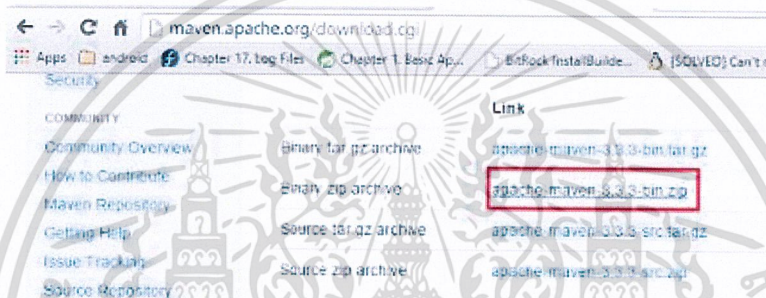 maven.apache.org/download.cgi
Apps android Chapter 17. Log Files Chapter 1. Basic Ap... BitRock InstallBuilde... [SOLVED] Can't
Security
Link
COMMUNITY
Community Overview Binary tar.gz archive apache-maven-3.3.3-bin.tar.gz
How to Contribute
Binary zip archive apache-maven-3.3.3-bin.zip
Maven Repository
Getting Help Source tar.gz archive apache-maven-3.3.3-src.tar.gz
Issue Tracking
Source zip archive apache-maven-3.3.3-src.zip
Source Repository